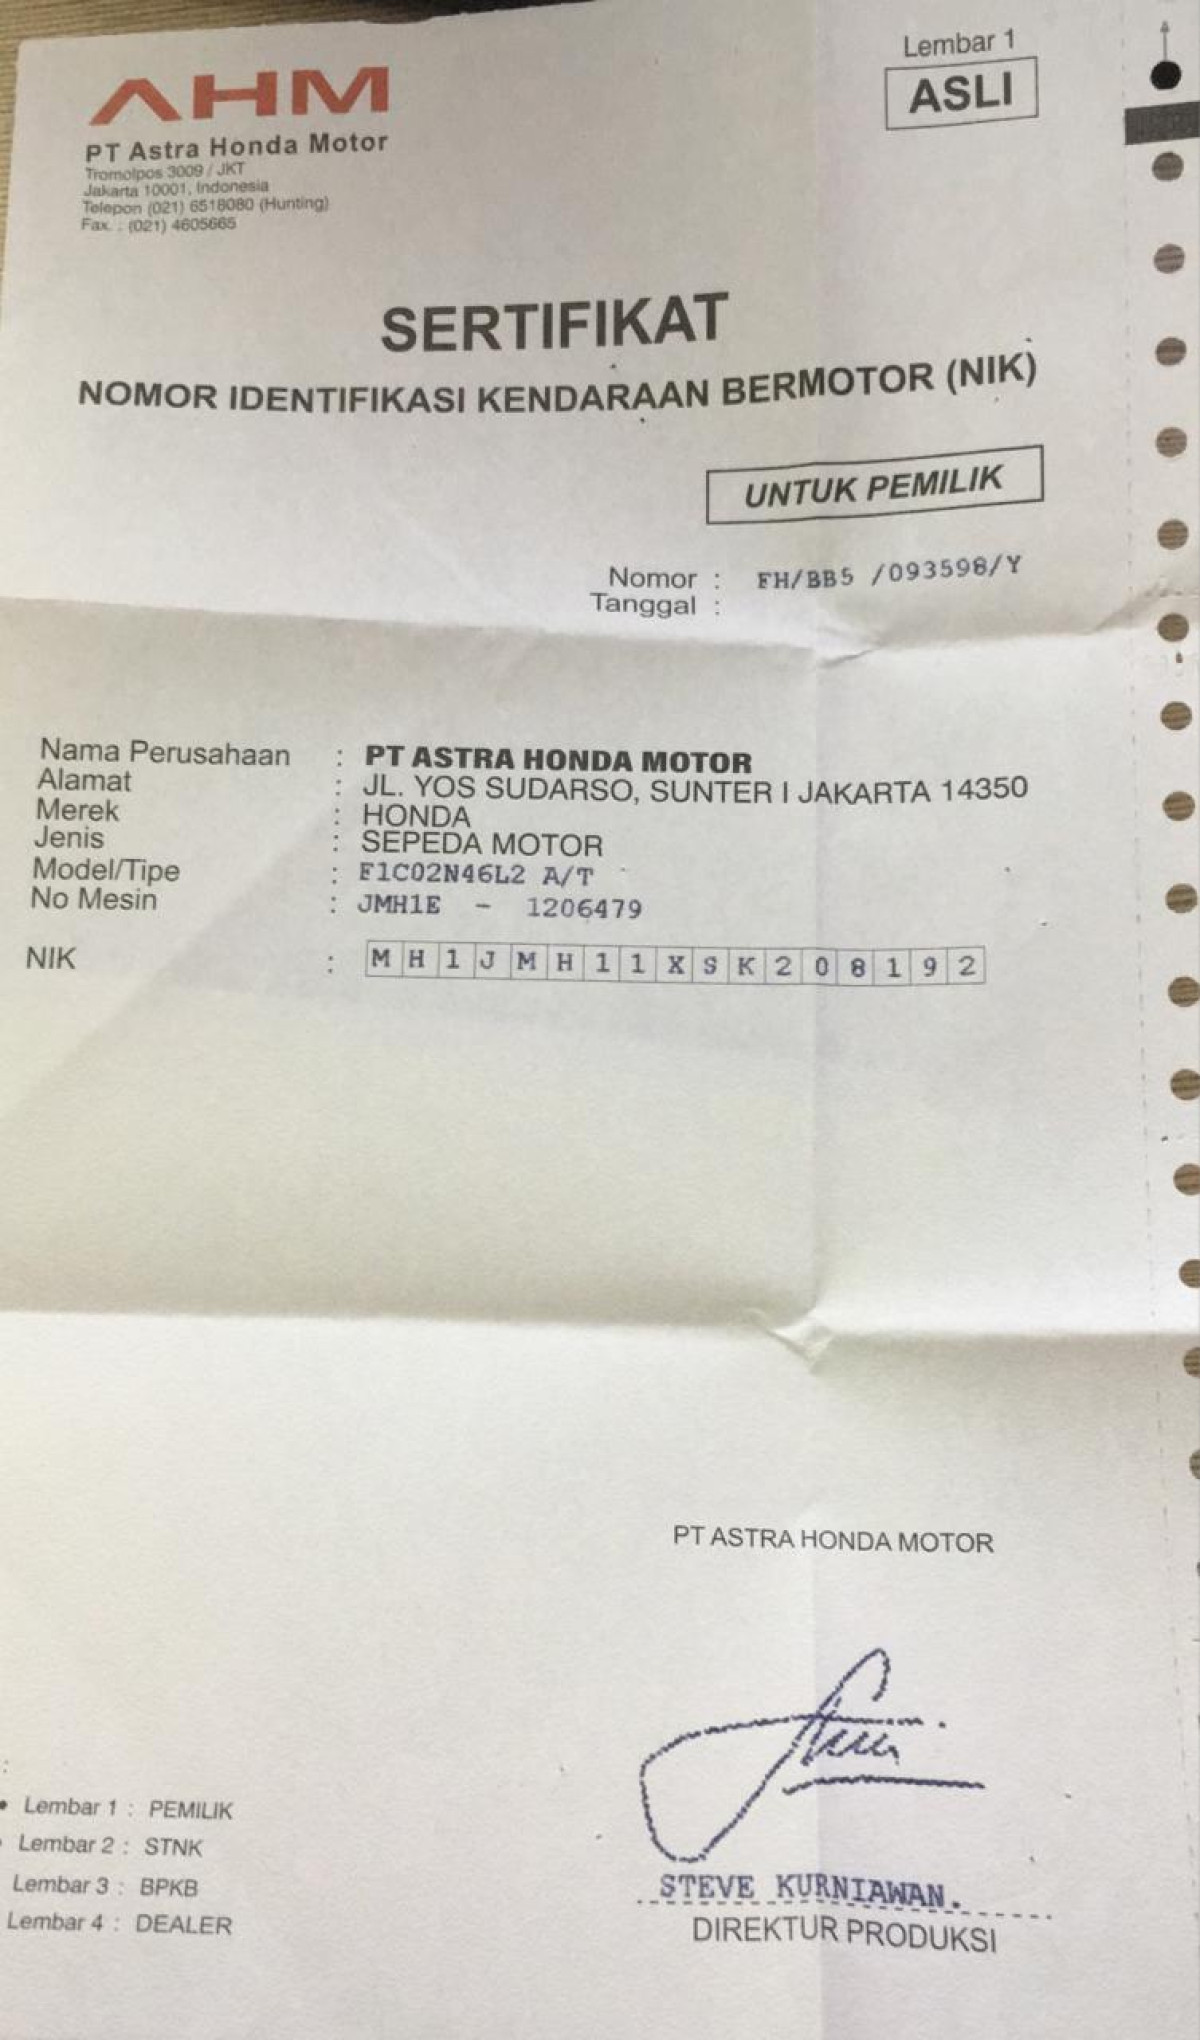 Lembar 1
ASLI
AHM
PT Astra Honda Motor
Tromolpos 3009 / JKT
Jakarta 10001, Indonesia
Telepon (021) 6518080 (Hunting)
Fax. : (021) 4605665
SERTIFIKAT
NOMOR IDENTIFIKASI KENDARAAN BERMOTOR (NIK)
UNTUK PEMILIK
Nomor : FH/BB5 /093598/Y
Tanggal :
Nama Perusahaan : PT ASTRA HONDA MOTOR
Alamat : JL. YOS SUDARSO, SUNTER I JAKARTA 14350
Merek : HONDA
Jenis : SEPEDA MOTOR
Model/Tipe : F1C02N46L2 A/T
No Mesin : JMH1E - 1206479
NIK : MH1JMH11XSK208192
PT ASTRA HONDA MOTOR
STEVE KURNIAWAN.
DIREKTUR PRODUKSI
:
• Lembar 1 : PEMILIK
• Lembar 2 : STNK
Lembar 3 : BPKB
Lembar 4 : DEALER